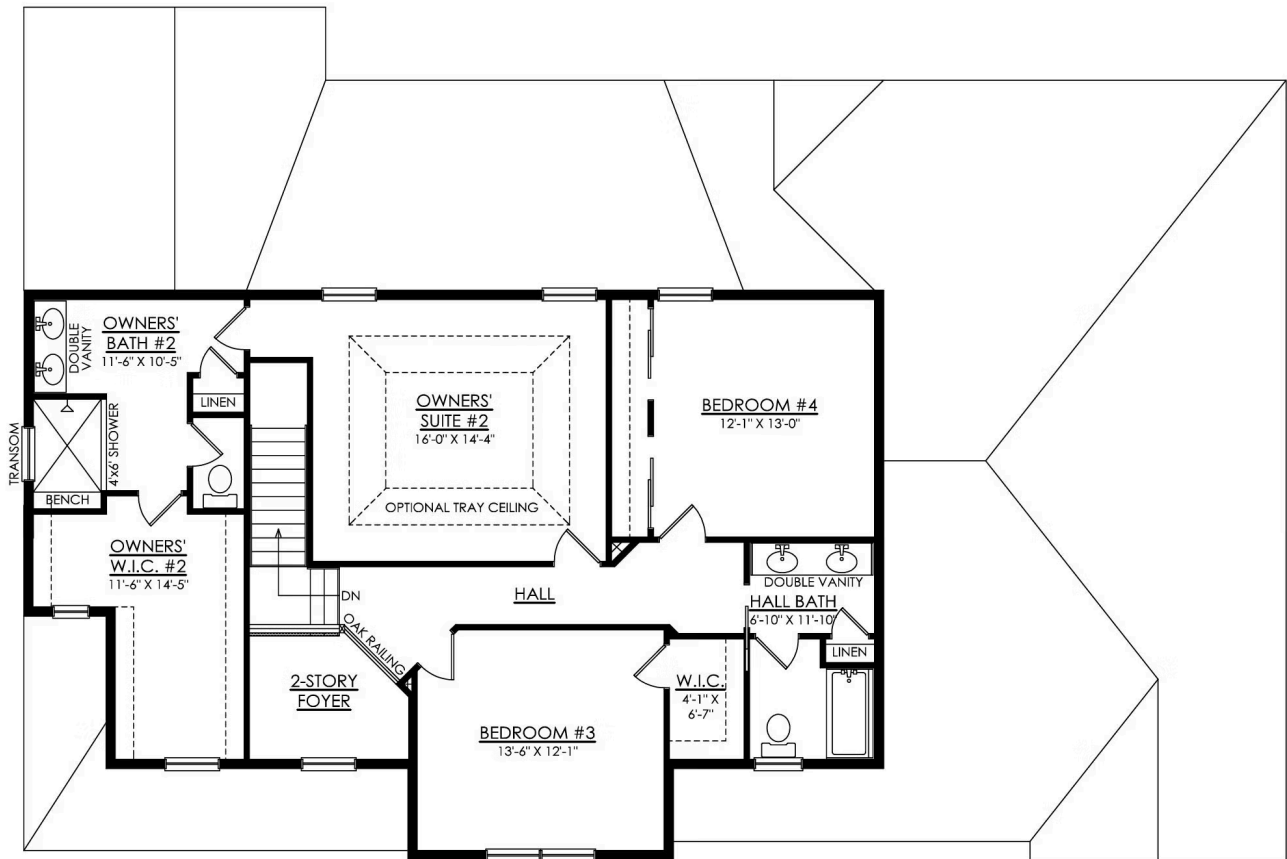 OWNERS'
BATH #2
11'-6" X 10'-5"
DOUBLE
VANITY
LINEN
TRANSOM
4'x6' SHOWER
BENCH
OWNERS'
SUITE #2
16'-0" X 14'-4"
OPTIONAL TRAY CEILING
BEDROOM #4
12'-1" X 13'-0"
OWNERS'
W.I.C. #2
11'-6" X 14'-5"
DN
HALL
DOUBLE VANITY
HALL BATH
6'-10" X 11'-10"
LINEN
OAK RAILING
2-STORY
FOYER
W.I.C.
4'-1" X
6'-7"
BEDROOM #3
13'-6" X 12'-1"